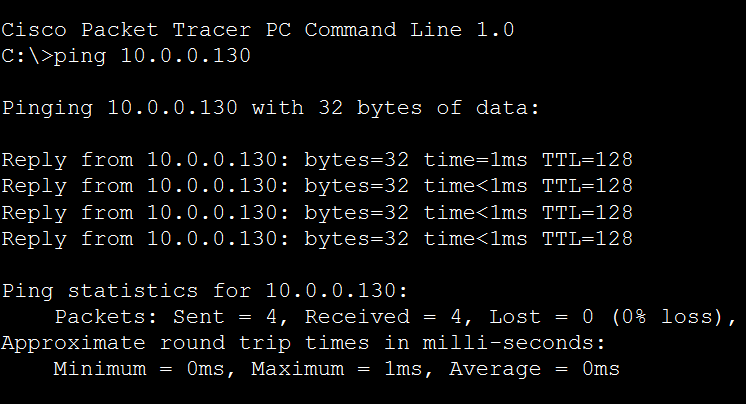 Cisco Packet Tracer PC Command Line 1.0
C:\>ping 10.0.0.130
Pinging 10.0.0.130 with 32 bytes of data:
Reply from 10.0.0.130: bytes=32 time=1ms TTL=128
Reply from 10.0.0.130: bytes=32 time<1ms TTL=128
Reply from 10.0.0.130: bytes=32 time<1ms TTL=128
Reply from 10.0.0.130: bytes=32 time<1ms TTL=128
Ping statistics for 10.0.0.130:
    Packets: Sent = 4, Received = 4, Lost = 0 (0% loss),
Approximate round trip times in milli-seconds:
    Minimum = 0ms, Maximum = 1ms, Average = 0ms